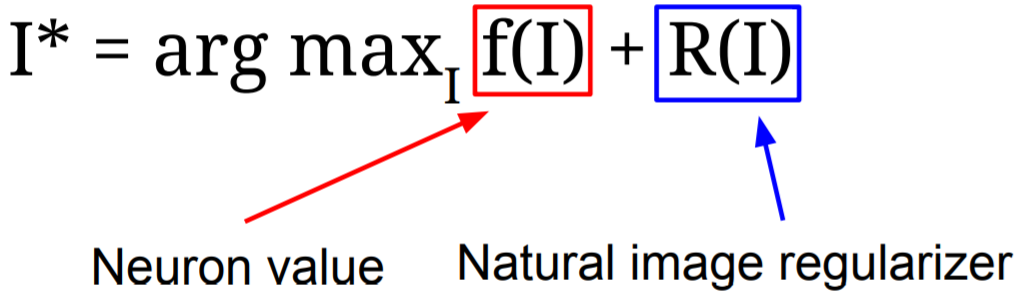 I* = arg max_I f(I) + R(I)
Neuron value
Natural image regularizer